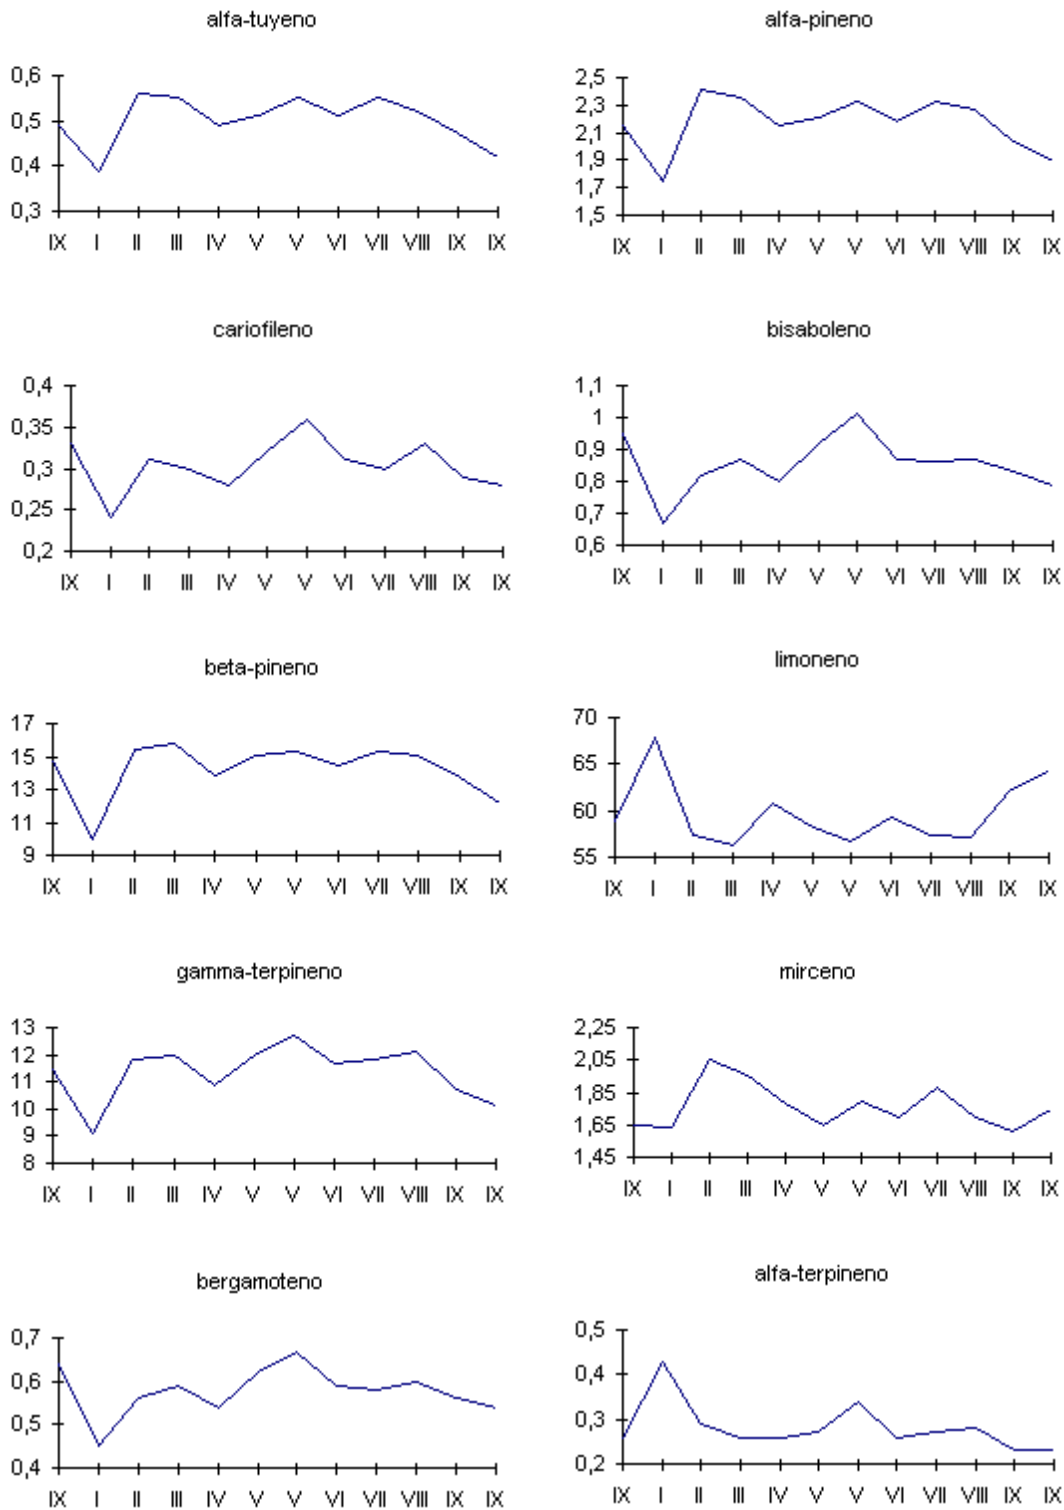 alfa-tuyeno
0,6
0,5
0,4
0,3
IX I II III IV V V VI VII VIII IX IX
alfa-pineno
2,5
2,3
2,1
1,9
1,7
1,5
IX I II III IV V V VI VII VIII IX IX
cariofileno
0,4
0,35
0,3
0,25
0,2
IX I II III IV V V VI VII VIII IX IX
bisaboleno
1,1
1
0,9
0,8
0,7
0,6
IX I II III IV V V VI VII VIII IX IX
beta-pineno
17
15
13
11
9
IX I II III IV V V VI VII VIII IX IX
limoneno
70
65
60
55
IX I II III IV V V VI VII VIII IX IX
gamma-terpineno
13
12
11
10
9
8
IX I II III IV V V VI VII VIII IX IX
mirceno
2,25
2,05
1,85
1,65
1,45
IX I II III IV V V VI VII VIII IX IX
bergamoteno
0,7
0,6
0,5
0,4
IX I II III IV V V VI VII VIII IX IX
alfa-terpineno
0,5
0,4
0,3
0,2
IX I II III IV V V VI VII VIII IX IX